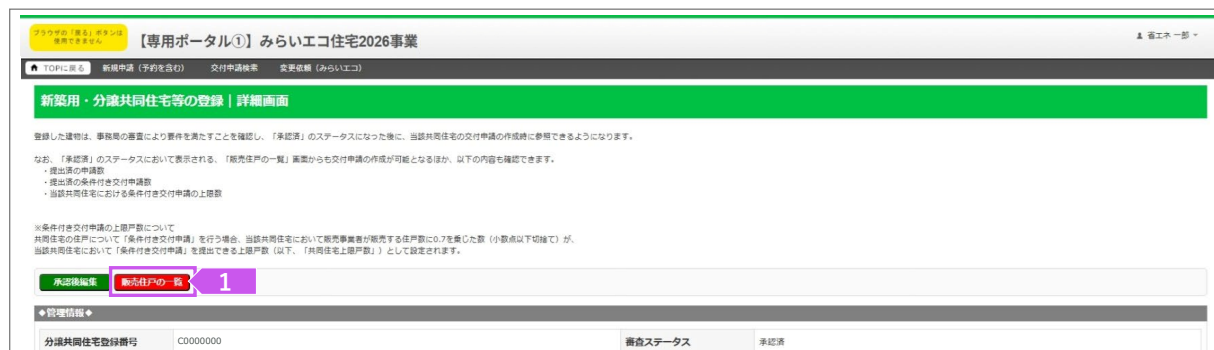 ブラウザの「戻る」ボタンは
使用できません
【専用ポータル①】みらいエコ住宅2026事業
省エネ 一郎
TOPに戻る 新規申請(予約を含む) 交付申請検索 変更依頼(みらいエコ)
新築用・分譲共同住宅等の登録|詳細画面
登録した建物は、事務局の審査により要件を満たすことを確認し、「承認済」のステータスになった後に、当該共同住宅の交付申請の作成時に参照できるようになります。
なお、「承認済」のステータスにおいて表示される、「販売住戸の一覧」画面からも交付申請の作成が可能となるほか、以下の内容も確認できます。
・提出済の申請数
・提出済の条件付き交付申請数
・当該共同住宅における条件付き交付申請の上限数
※条件付き交付申請の上限戸数について
共同住宅の住戸について「条件付き交付申請」を行う場合、当該共同住宅において販売事業者が販売する住戸数に0.7を乗じた数(小数点以下切捨て)が、
当該共同住宅において「条件付き交付申請」を提出できる上限戸数(以下、「共同住宅上限戸数」)として設定されます。
承認後編集 販売住戸の一覧 1
◆管理情報◆
分譲共同住宅登録番号 C0000000 審査ステータス 承認済